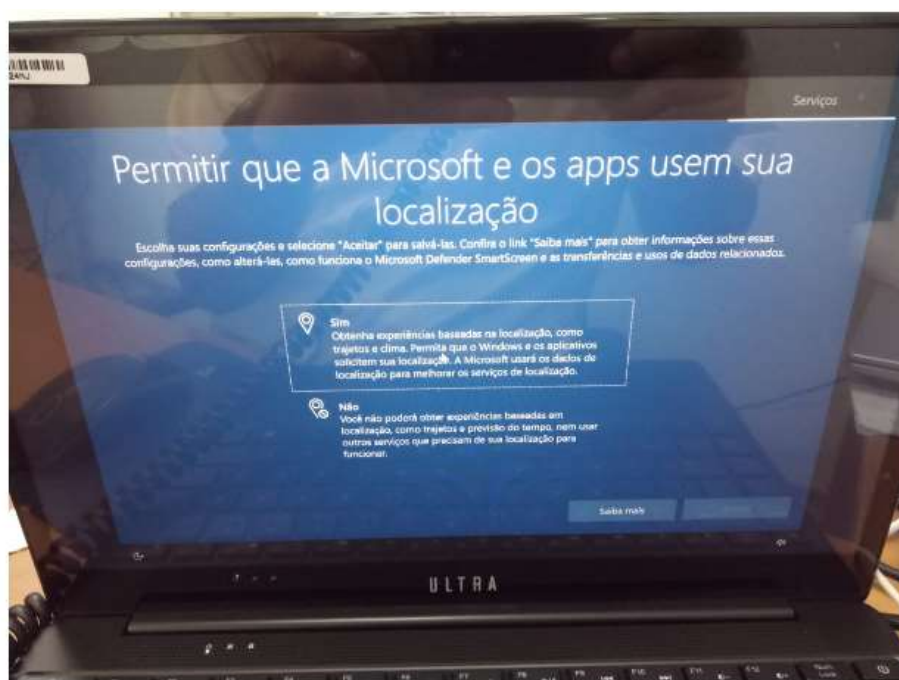 24HJ
Serviços
Permitir que a Microsoft e os apps usem sua
localização
Escolha suas configurações e selecione "Aceitar" para salvá-las. Confira o link "Saiba mais" para obter informações sobre essas
configurações, como alterá-las, como funciona o Microsoft Defender SmartScreen e as transferências e usos de dados relacionados.
Sim
Obtenha experiências baseadas na localização, como
trajetos e clima. Permita que o Windows e os aplicativos
solicitem sua localização. A Microsoft usará os dados de
localização para melhorar os serviços de localização.
Não
Você não poderá obter experiências baseadas em
localização, como trajetos e previsão do tempo, nem usar
outros serviços que precisam de sua localização para
funcionar.
Saiba mais
ULTRA